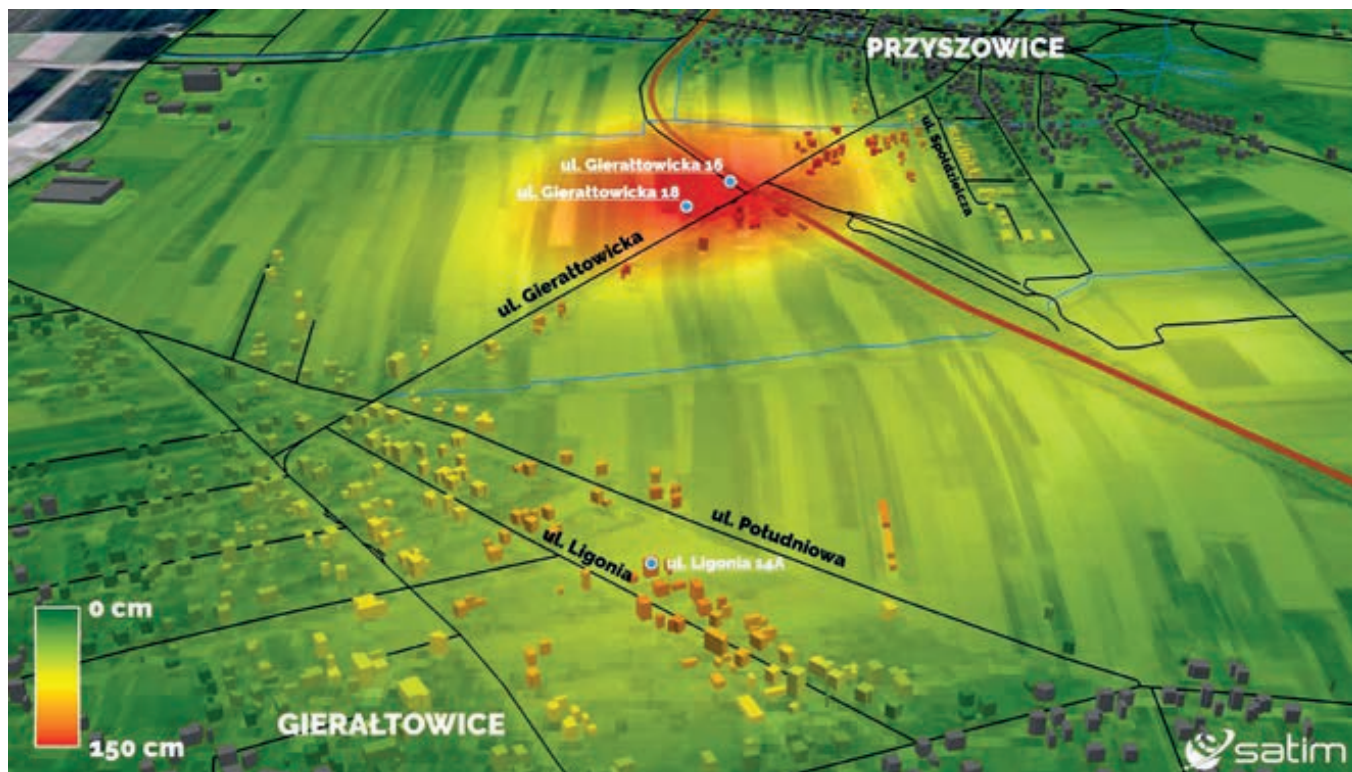 PRZYSZOWICE
ul. Spółdzielcza
ul. Gierałtowicka 16
ul. Gierałtowicka 18
ul. Gierałtowicka
ul. Południowa
ul. Ligonia
ul. Ligonia 14A
0 cm
150 cm
GIERAŁTOWICE
satim